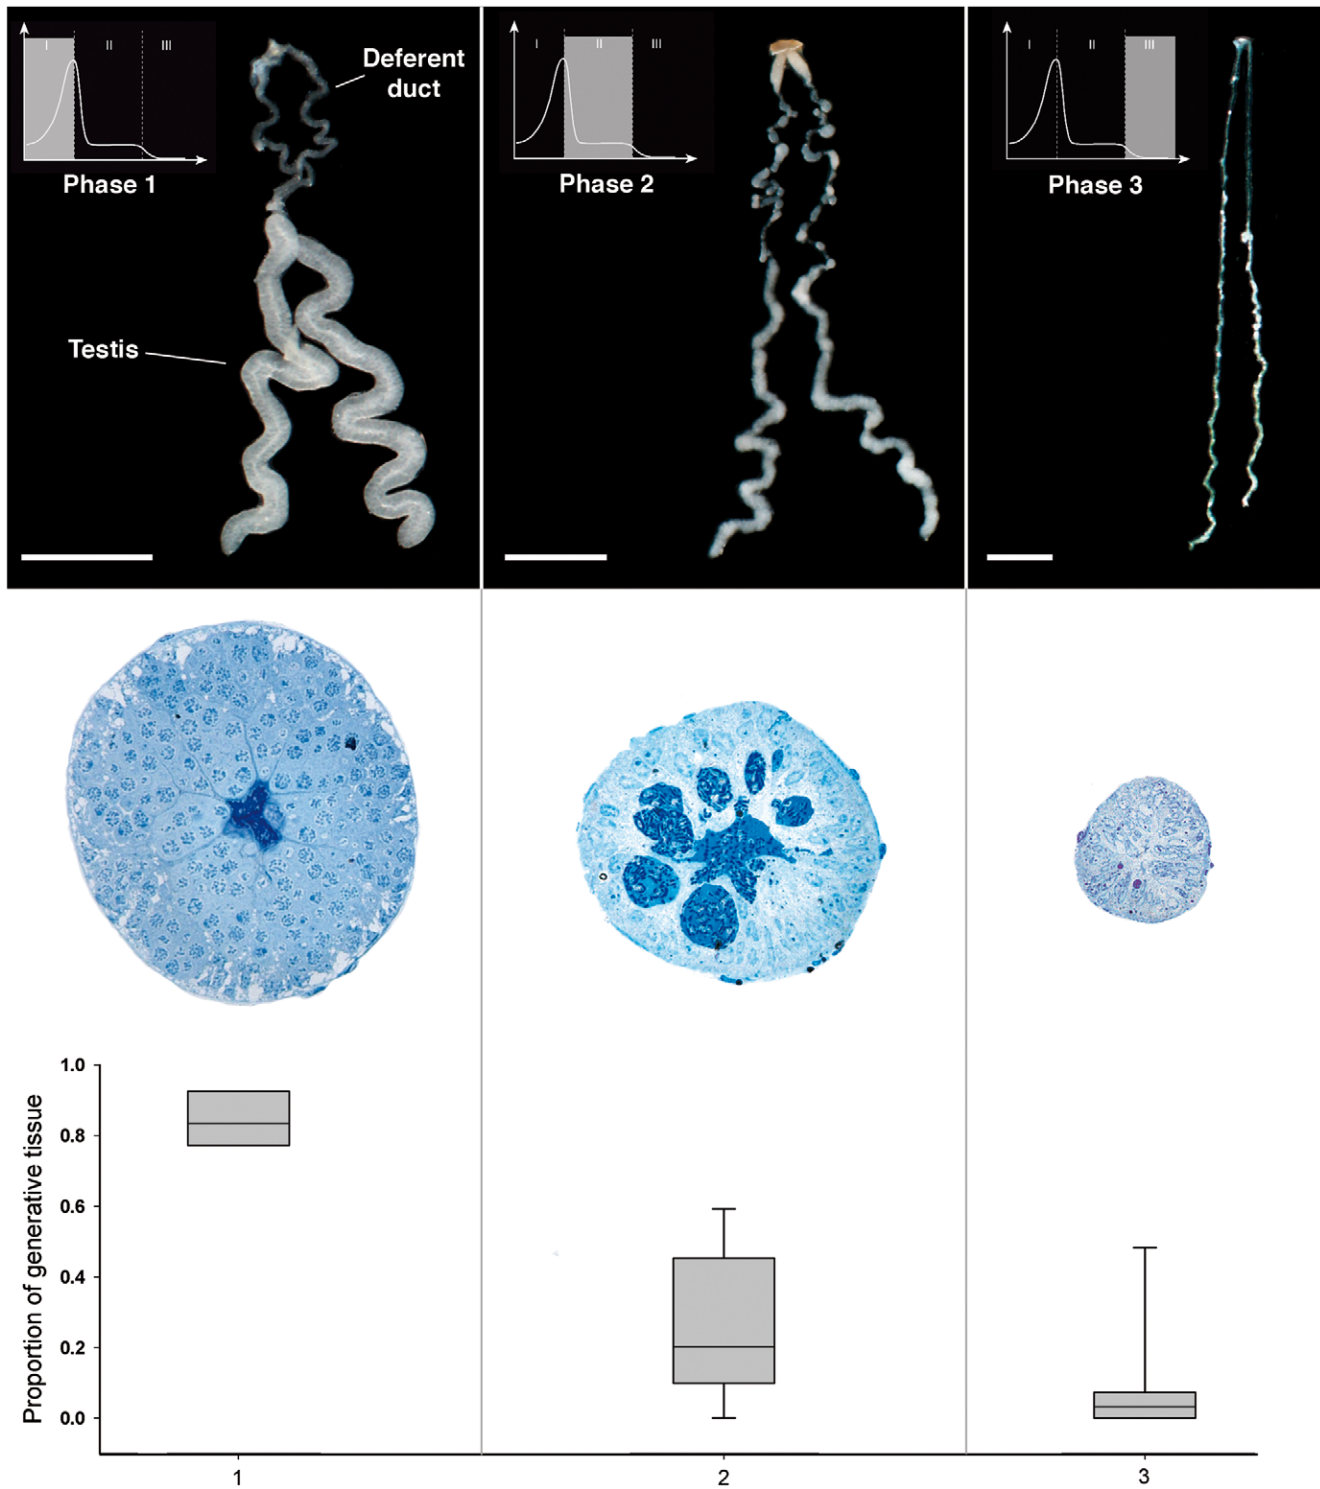 I II III
Phase 1
Deferent
duct
Testis
I II III
Phase 2
I II III
Phase 3
Proportion of generative tissue
1.0
0.8
0.6
0.4
0.2
0.0
1 2 3